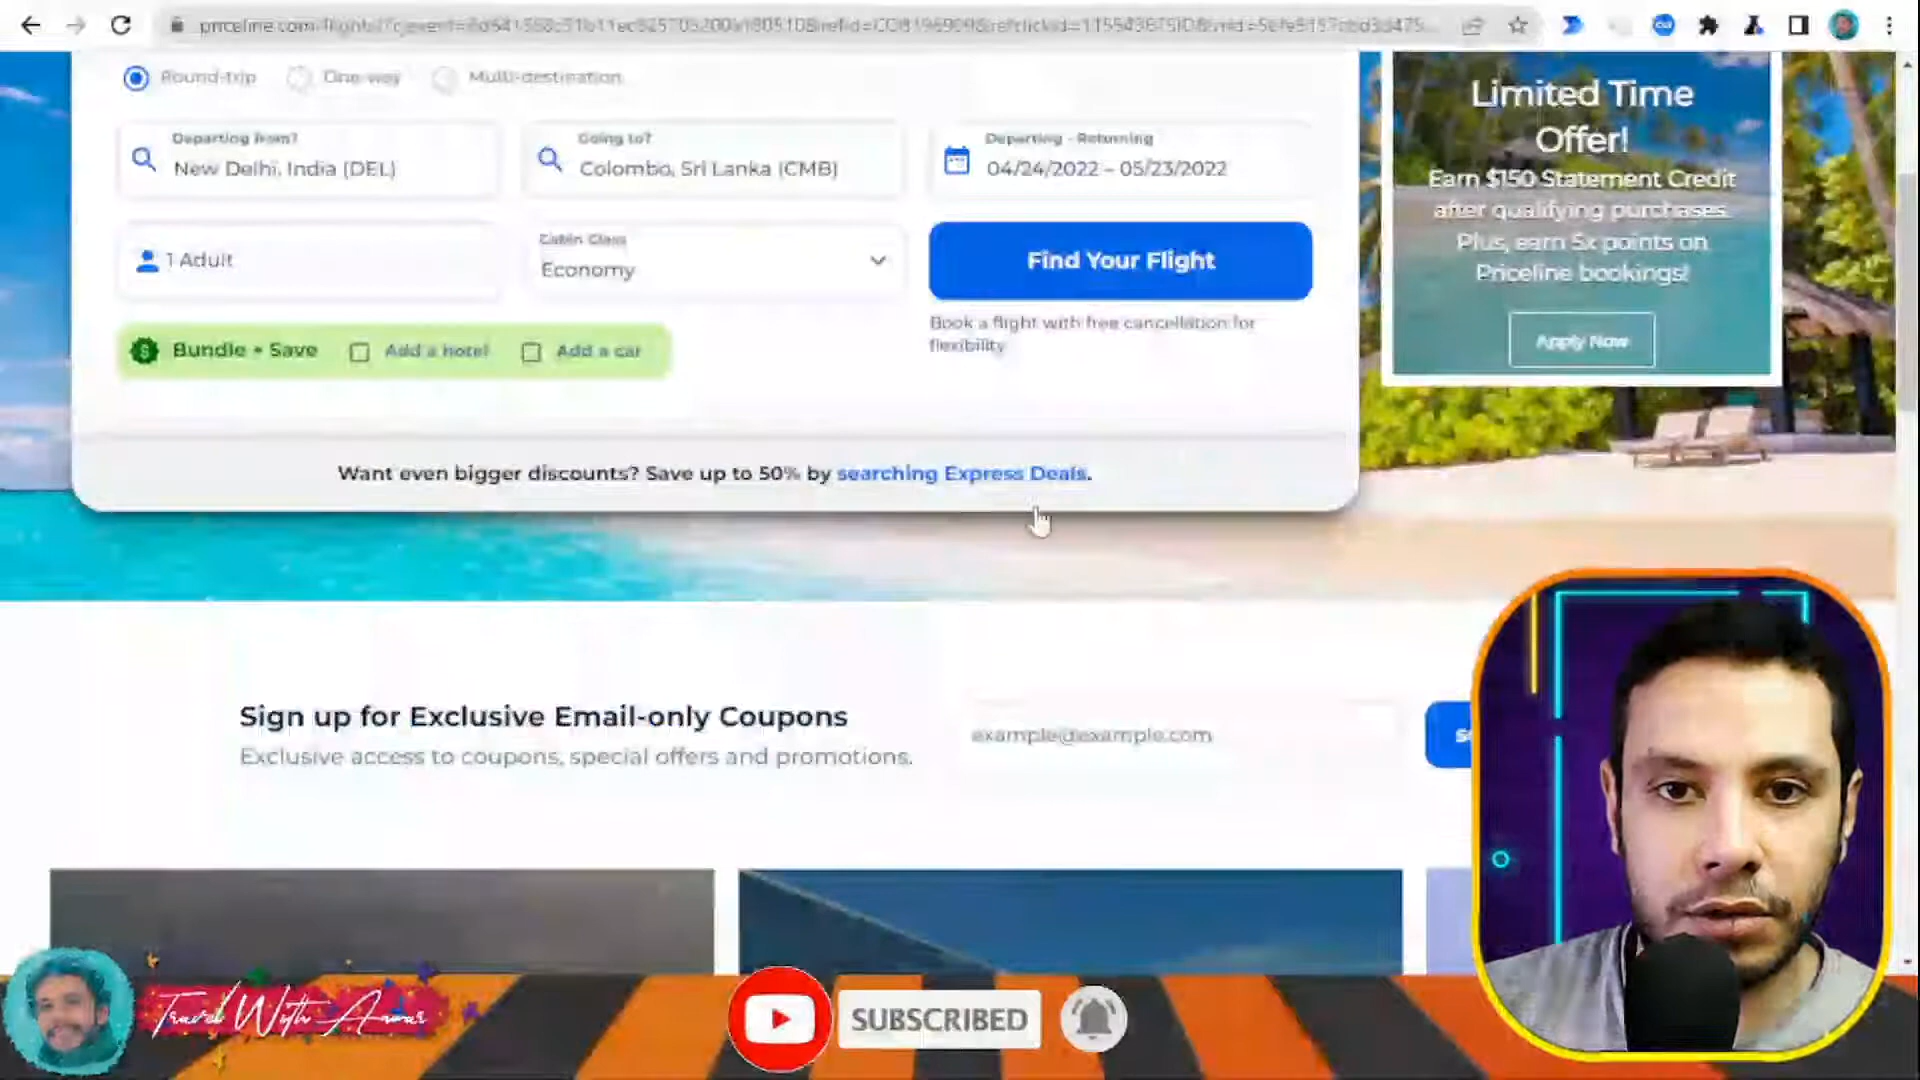 Round-trip One-way Multi-destination
Limited Time
Offer!
Earn $150 Statement Credit
after qualifying purchases.
Plus, earn 5x points on
Priceline bookings!
Apply Now
Departing from?
New Delhi, India (DEL)
Going to?
Colombo, Sri Lanka (CMB)
Departing - Returning
04/24/2022 – 05/23/2022
1 Adult
Cabin Class
Economy
Find Your Flight
Book a flight with free cancellation for
flexibility
Bundle + Save Add a hotel Add a car
Want even bigger discounts? Save up to 50% by searching Express Deals.
Sign up for Exclusive Email-only Coupons
Exclusive access to coupons, special offers and promotions.
example@example.com
Travel With Anwar
SUBSCRIBED